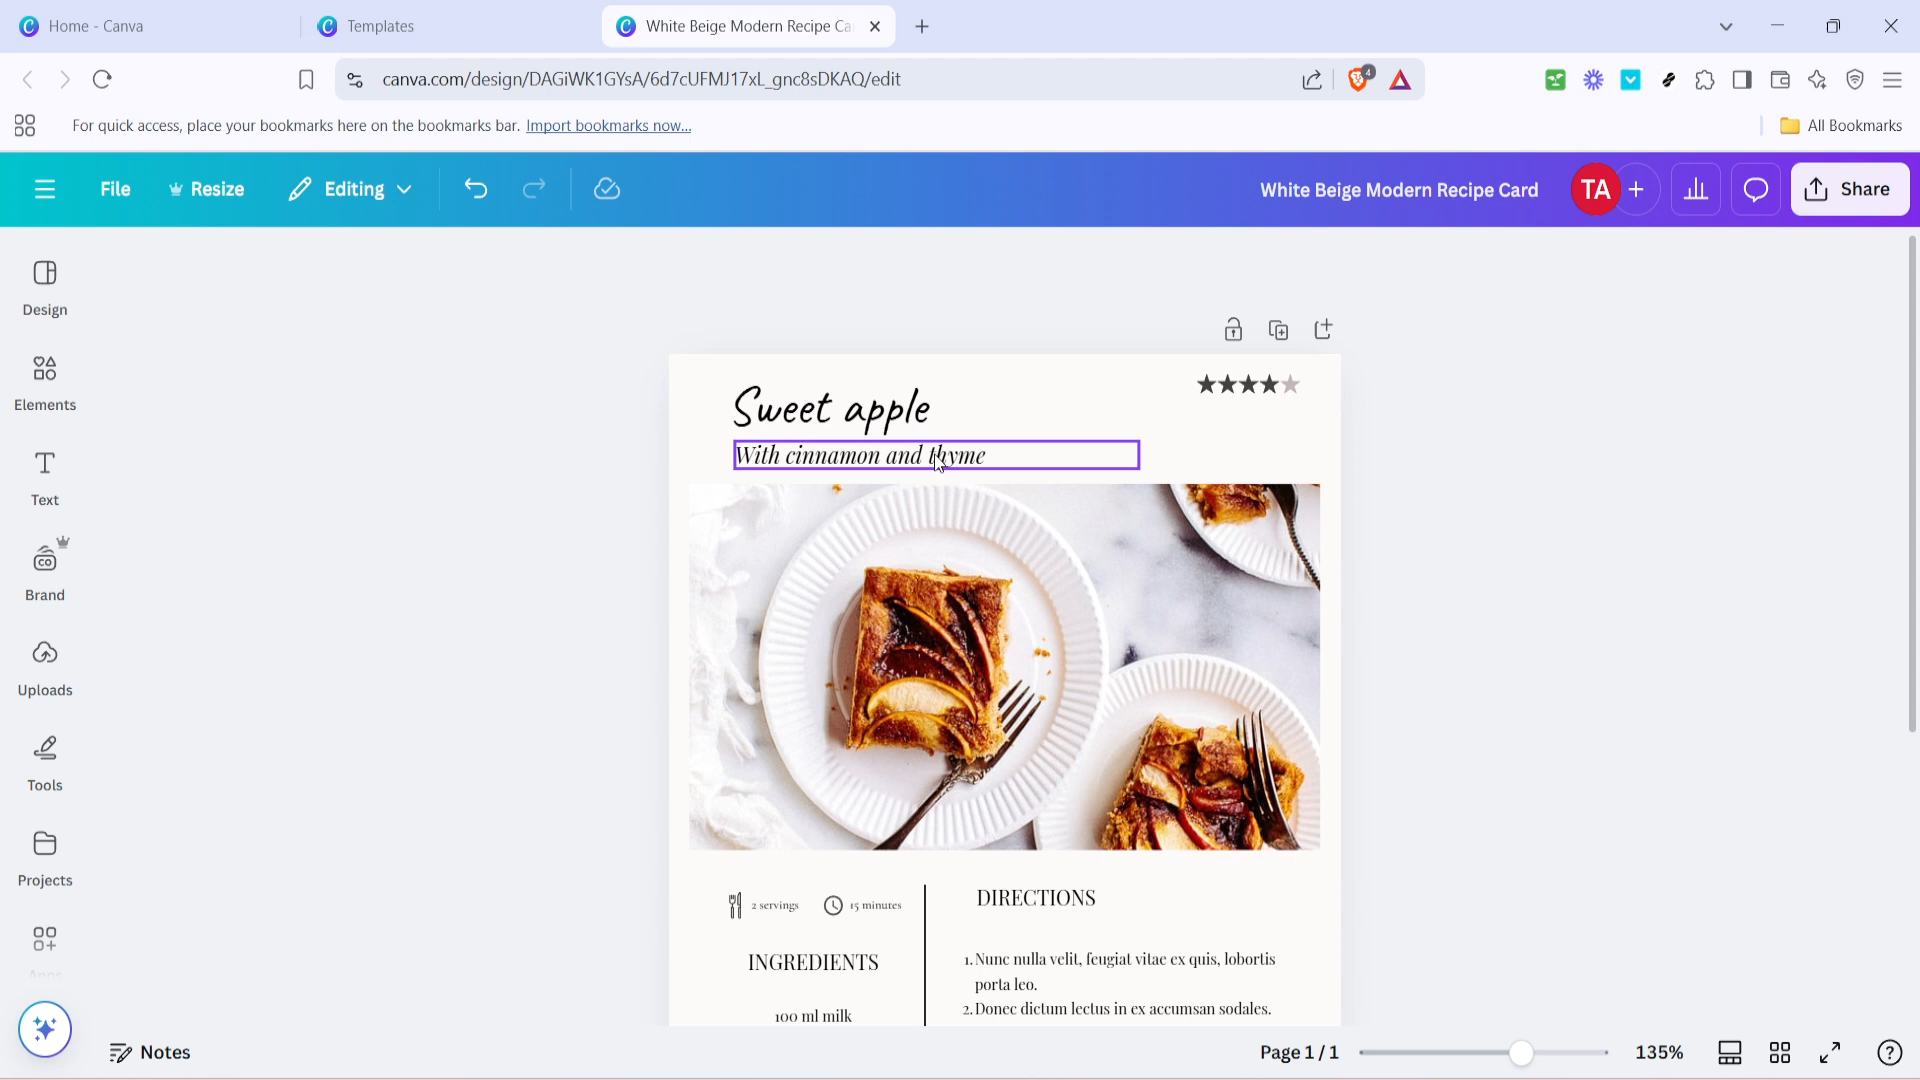 Home - Canva
Templates
White Beige Modern Recipe Ca
canva.com/design/DAGiWK1GYsA/6d7cUFMJ17xL_gnc8sDKAQ/edit
4
For quick access, place your bookmarks here on the bookmarks bar. Import bookmarks now...
All Bookmarks
File
Resize
Editing
White Beige Modern Recipe Card
TA
Share
Design
Elements
Text
Brand
Uploads
Tools
Projects
Apps
Sweet apple
With cinnamon and thyme
2 servings
15 minutes
DIRECTIONS
INGREDIENTS
1. Nunc nulla velit, feugiat vitae ex quis, lobortis
porta leo.
2. Donec dictum lectus in ex accumsan sodales.
100 ml milk
Notes
Page 1 / 1
135%